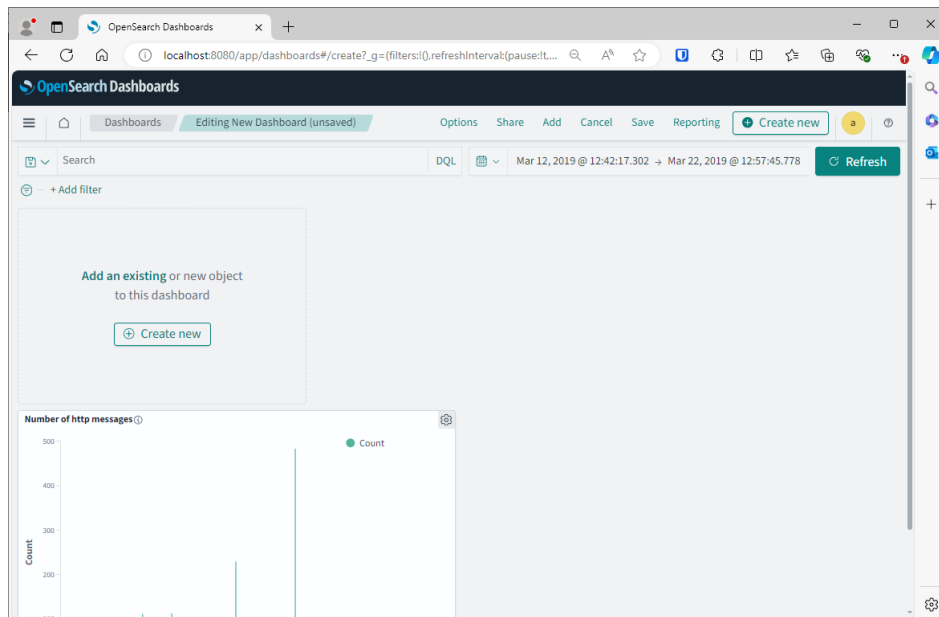 OpenSearch Dashboards
localhost:8080/app/dashboards#/create?_g=(filters:!(),refreshInterval:(pause:!t,...
OpenSearch Dashboards
Dashboards Editing New Dashboard (unsaved) Options Share Add Cancel Save Reporting Create new a
Search DQL Mar 12, 2019 @ 12:42:17.302 → Mar 22, 2019 @ 12:57:45.778 Refresh
+ Add filter
Add an existing or new object
to this dashboard
Create new
Number of http messages
500
Count
400
300
Count
200